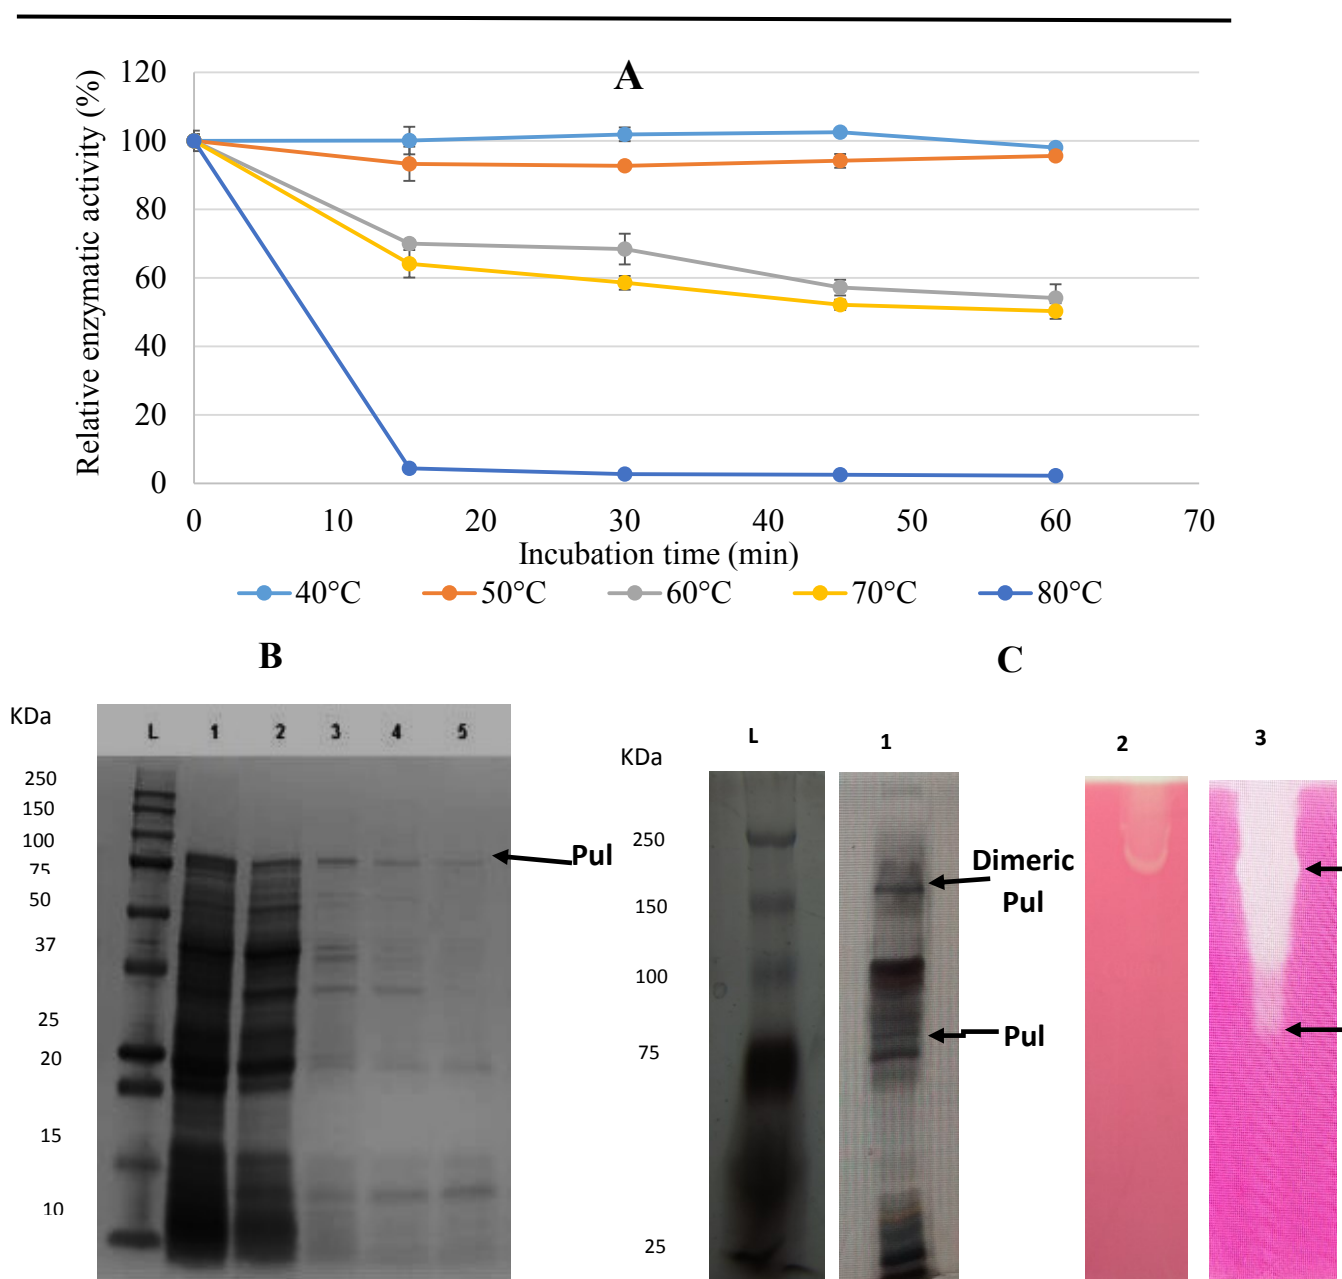 A
Relative enzymatic activity (%)
120
100
80
60
40
20
0
0 10 20 30 40 50 60 70
Incubation time (min)
40°C 50°C 60°C 70°C 80°C
B
KDa
L 1 2 3 4 5
250
150
100
75
50
37
25
20
15
10
Pul
C
KDa
L 1 2 3
250
150
100
75
25
Dimeric
Pul
Pul